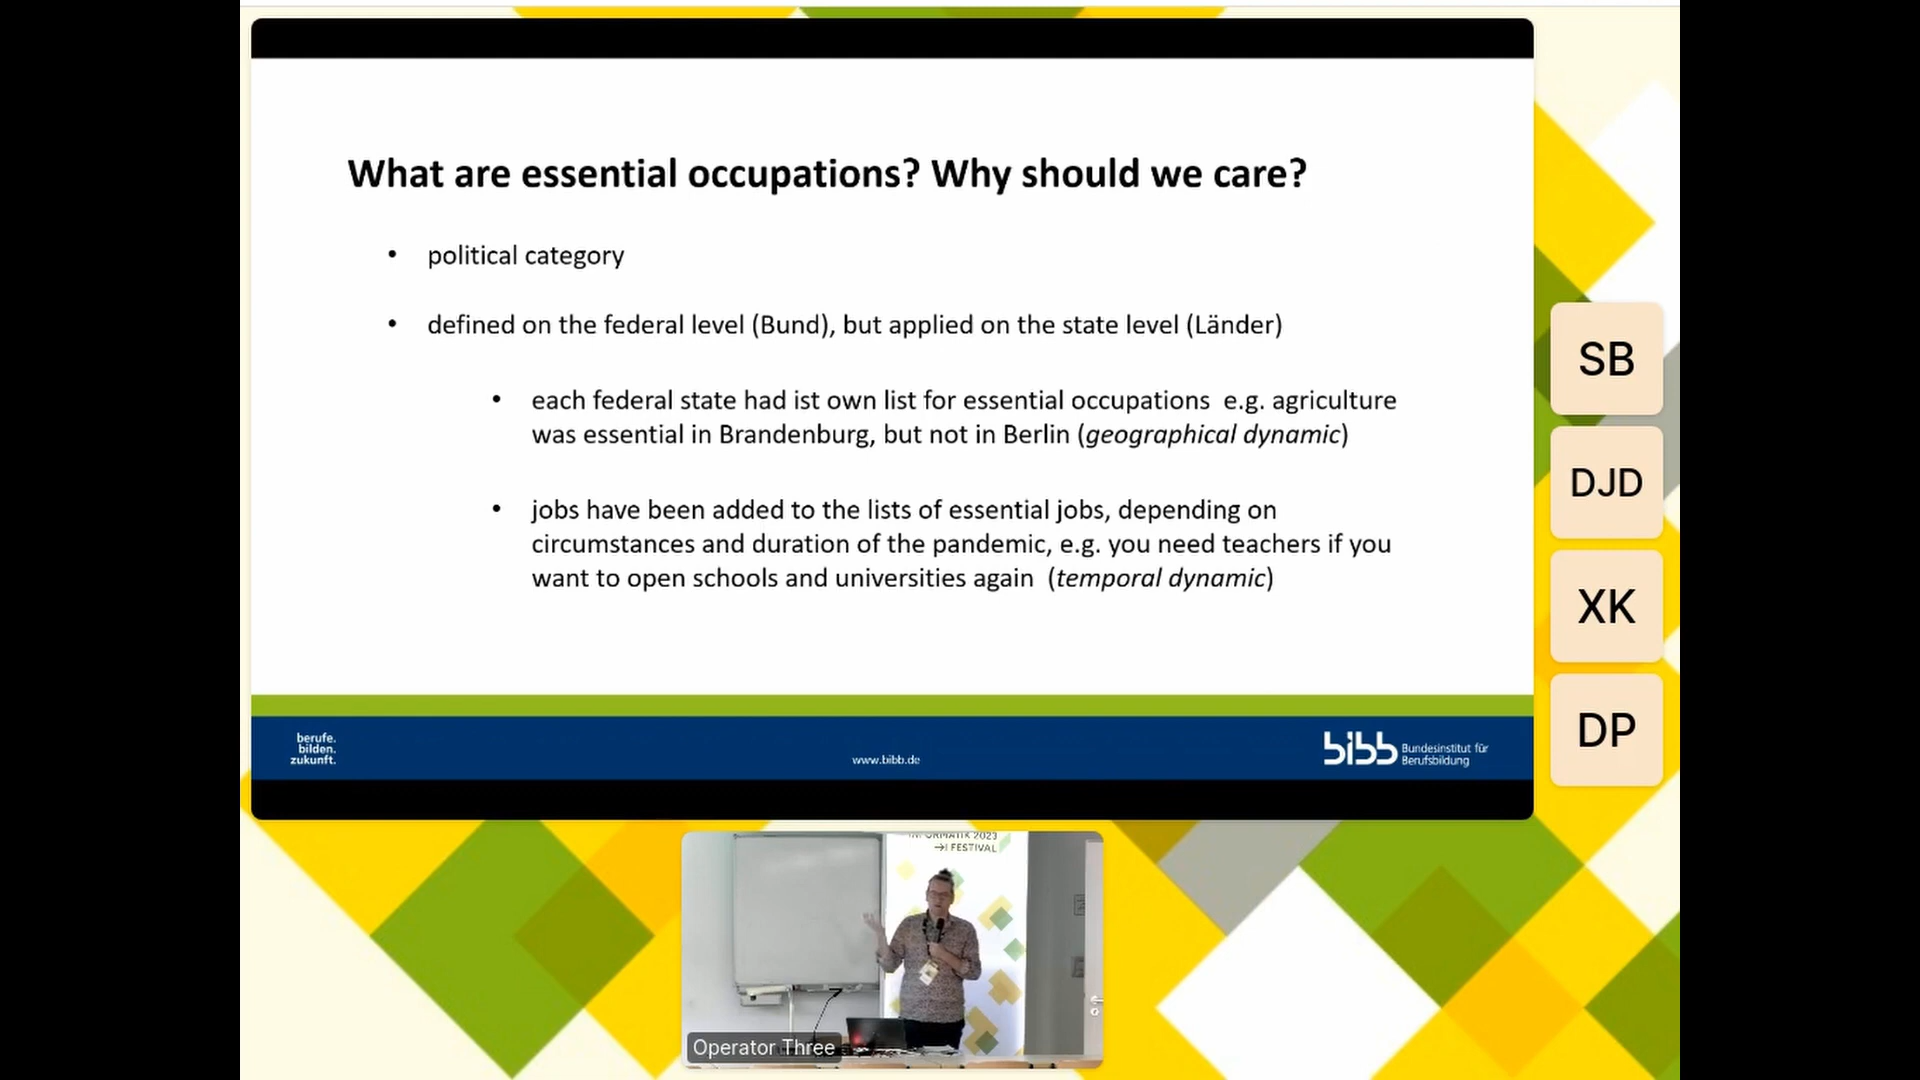 What are essential occupations? Why should we care?
• political category
• defined on the federal level (Bund), but applied on the state level (Länder)
• each federal state had ist own list for essential occupations e.g. agriculture
was essential in Brandenburg, but not in Berlin (geographical dynamic)
• jobs have been added to the lists of essential jobs, depending on
circumstances and duration of the pandemic, e.g. you need teachers if you
want to open schools and universities again (temporal dynamic)
berufe.
bilden.
zukunft.
www.bibb.de
bibb Bundesinstitut für
Berufsbildung
SB
DJD
XK
DP
INFORMATIK 2023
FESTIVAL
Operator Three